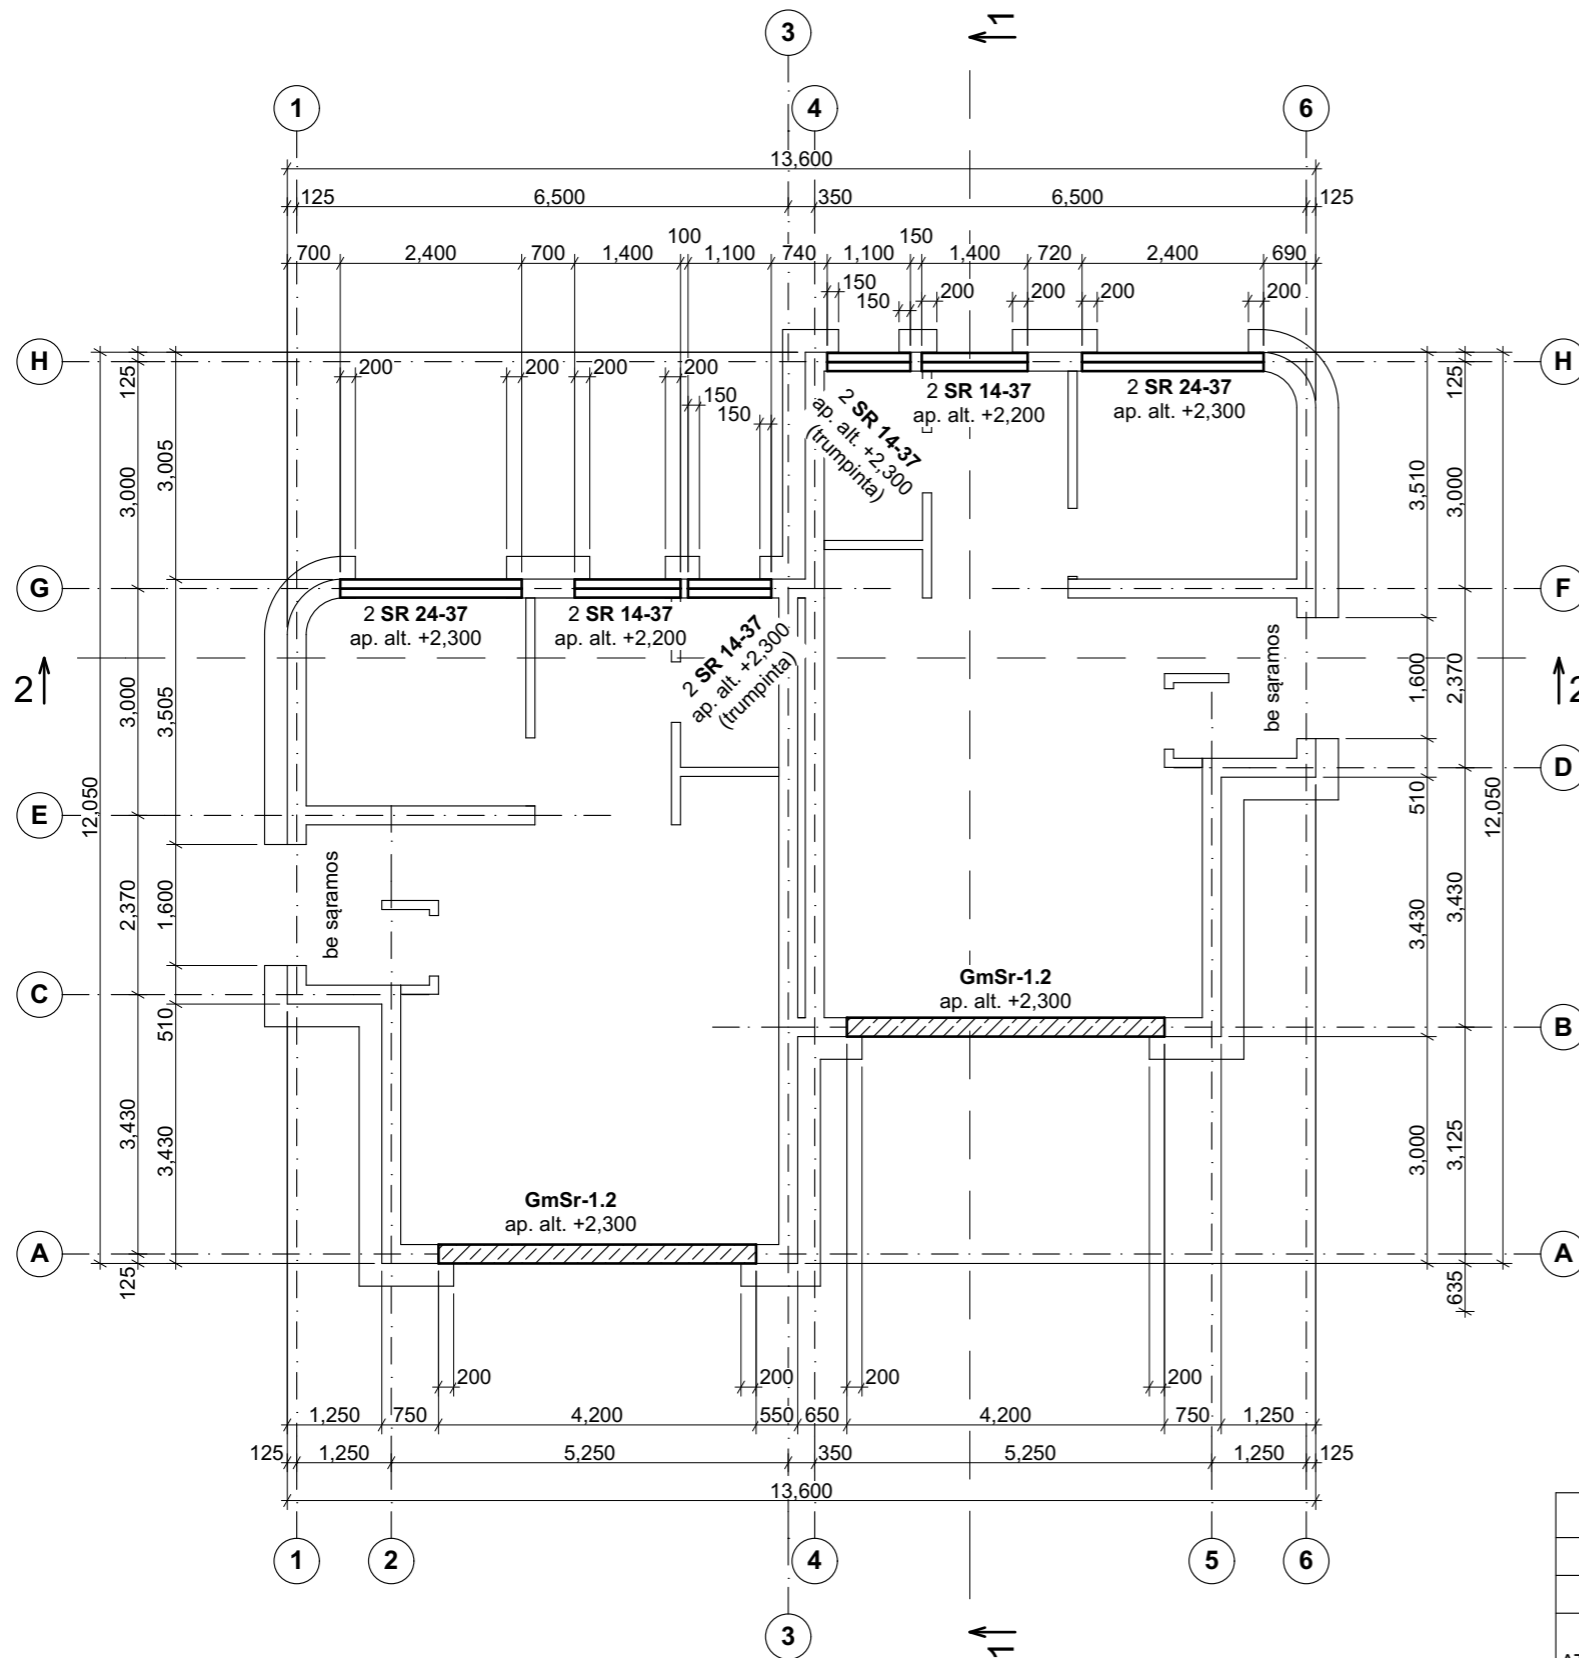 3
1
1
4
6
13,600
125
6,500
350
6,500
125
100
150
700
2,400
700
1,400
1,100
740
1,100
1,400
720
2,400
690
150
150
200
200
200
200
H
H
125
200
200
200
200
150
150
125
2 SR 14-37
ap. alt. +2,300
(trumpinta)
2 SR 14-37
ap. alt. +2,200
2 SR 24-37
ap. alt. +2,300
3,000
3,005
3,510
3,000
G
F
2 SR 24-37
ap. alt. +2,300
2 SR 14-37
ap. alt. +2,200
2 SR 14-37
ap. alt. +2,300
(trumpinta)
2
2
3,000
3,505
be sąramos
1,600
2,370
D
12,050
E
510
12,050
2,370
1,600
be sąramos
3,430
3,430
C
510
GmSr-1.2
ap. alt. +2,300
B
3,430
3,430
3,000
3,125
GmSr-1.2
ap. alt. +2,300
A
A
125
635
200
200
200
200
1,250
750
4,200
550
650
4,200
750
1,250
125
1,250
5,250
350
5,250
1,250
125
13,600
1
2
4
5
6
3
1